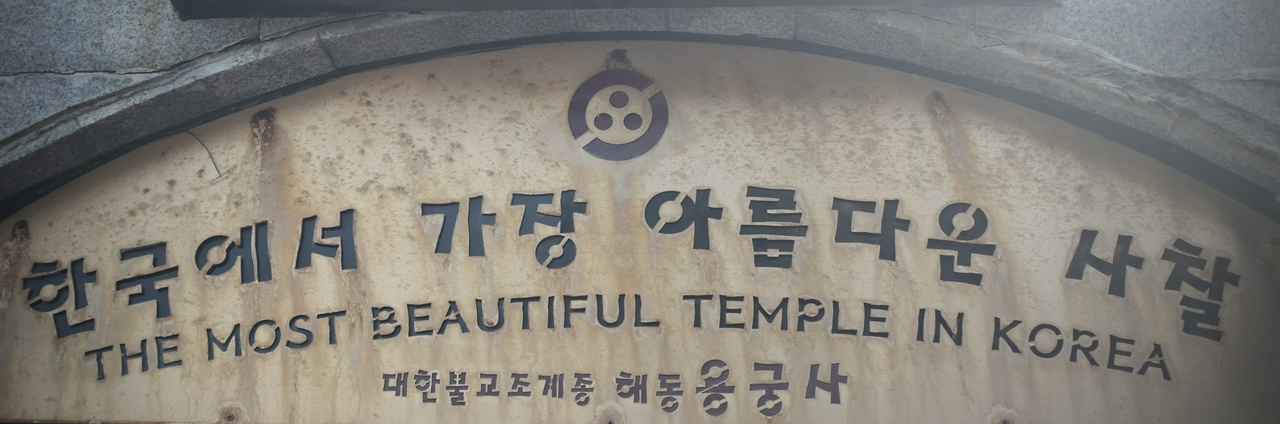 한국에서 가장 아름다운 사찰
THE MOST BEAUTIFUL TEMPLE IN KOREA
대한불교조계종 해동용궁사